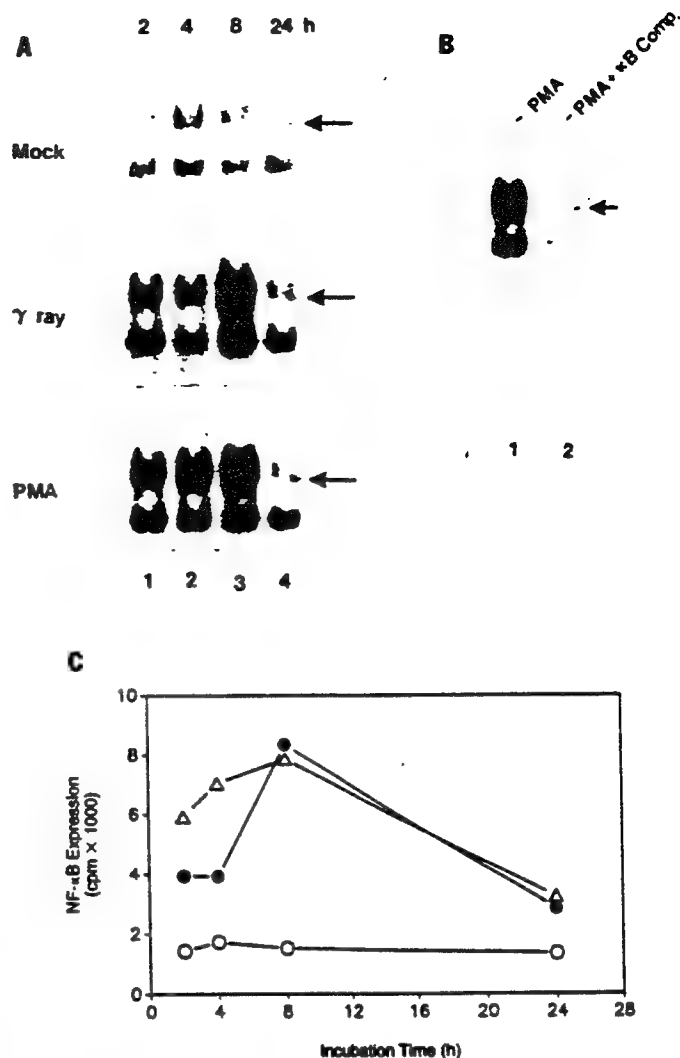 A
2 4 8 24 h
Mock
γ ray
PMA
1 2 3 4
B
PMA
PMA + κB Comp.
1 2
C
NF-κB Expression
(cpm × 1000)
10
8
6
4
2
0
0 4 8 12 16 20 24 28
Incubation Time (h)